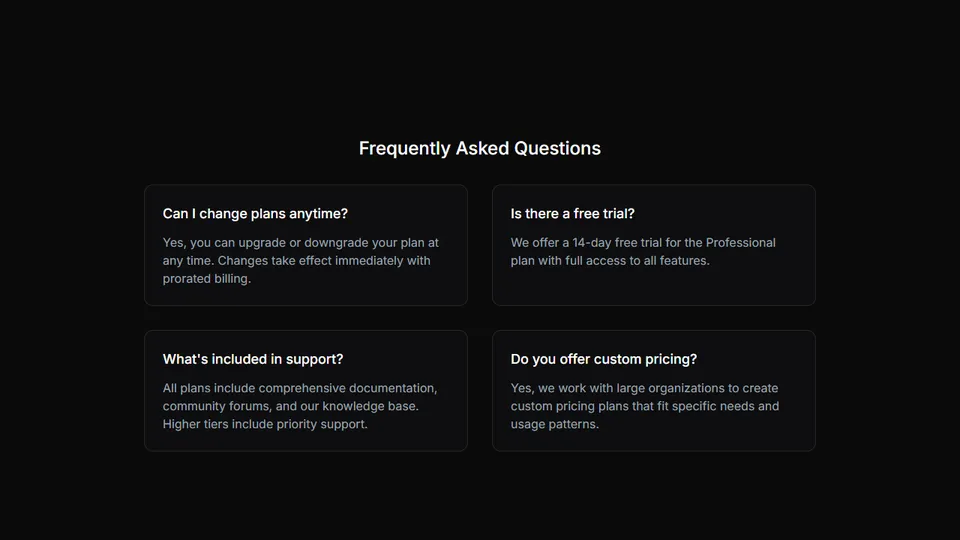 Frequently Asked Questions
Can I change plans anytime?
Yes, you can upgrade or downgrade your plan at
any time. Changes take effect immediately with
prorated billing.
Is there a free trial?
We offer a 14-day free trial for the Professional
plan with full access to all features.
What's included in support?
All plans include comprehensive documentation,
community forums, and our knowledge base.
Higher tiers include priority support.
Do you offer custom pricing?
Yes, we work with large organizations to create
custom pricing plans that fit specific needs and
usage patterns.